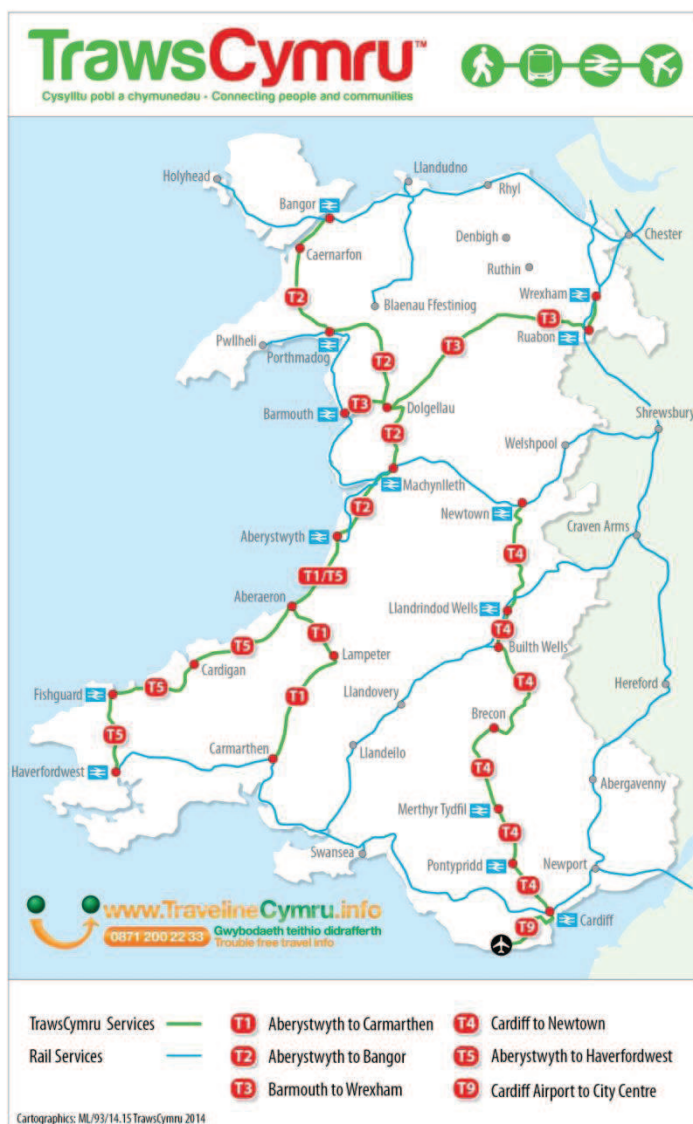 TrawsCymru™
Cysylltu pobl a chymunedau - Connecting people and communities
Holyhead
Llandudno
Rhyl
Bangor
Chester
Denbigh
Caernarfon
Ruthin
Wrexham
T2
Blaenau Ffestiniog
T3
Ruabon
Pwllheli
Porthmadog
T2
T3
Barmouth
T3
Dolgellau
Shrewsbury
T2
Welshpool
Machynlleth
Newtown
T2
Craven Arms
Aberystwyth
T4
T1/T5
Aberaeron
Llandrindod Wells
T4
T1
Builth Wells
T5
Lampeter
Cardigan
T4
Hereford
Fishguard
T5
T1
Llandovery
Brecon
T5
Carmarthen
Llandeilo
Haverfordwest
T4
Abergavenny
Merthyr Tydfil
T4
Swansea
Pontypridd
Newport
T4
Cardiff
T9
www.TravelineCymru.info
0871 200 22 33
Gwybodaeth teithio didrafferth
Trouble free travel info
TrawsCymru Services
Rail Services
T1 Aberystwyth to Carmarthen
T2 Aberystwyth to Bangor
T3 Barmouth to Wrexham
T4 Cardiff to Newtown
T5 Aberystwyth to Haverfordwest
T9 Cardiff Airport to City Centre
Cartographics: ML/93/14.15 TrawsCymru 2014